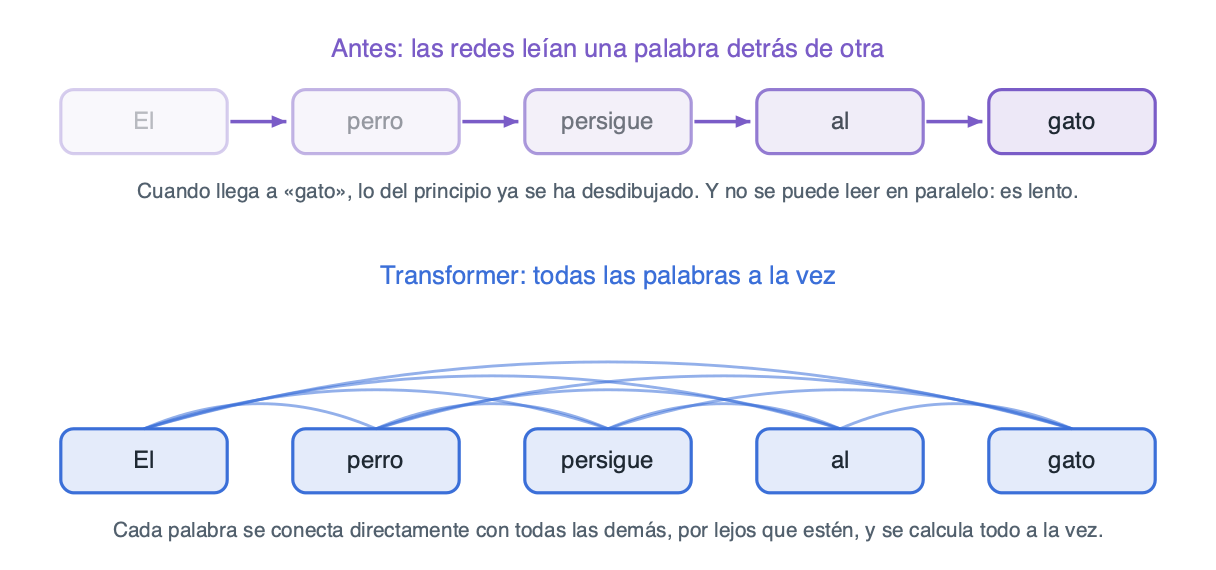 Antes: las redes leían una palabra detrás de otra
El perro persigue al gato
Cuando llega a «gato», lo del principio ya se ha desdibujado. Y no se puede leer en paralelo: es lento.
Transformer: todas las palabras a la vez
El perro persigue al gato
Cada palabra se conecta directamente con todas las demás, por lejos que estén, y se calcula todo a la vez.